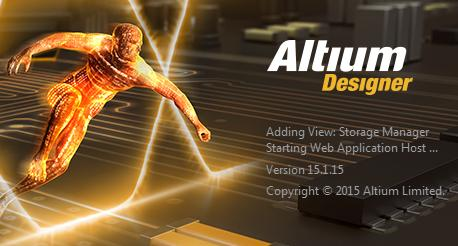 Altium
Designer
Adding View: Storage Manager
Starting Web Application Host ...
Version 15.1.15
Copyright © 2015 Altium Limited.